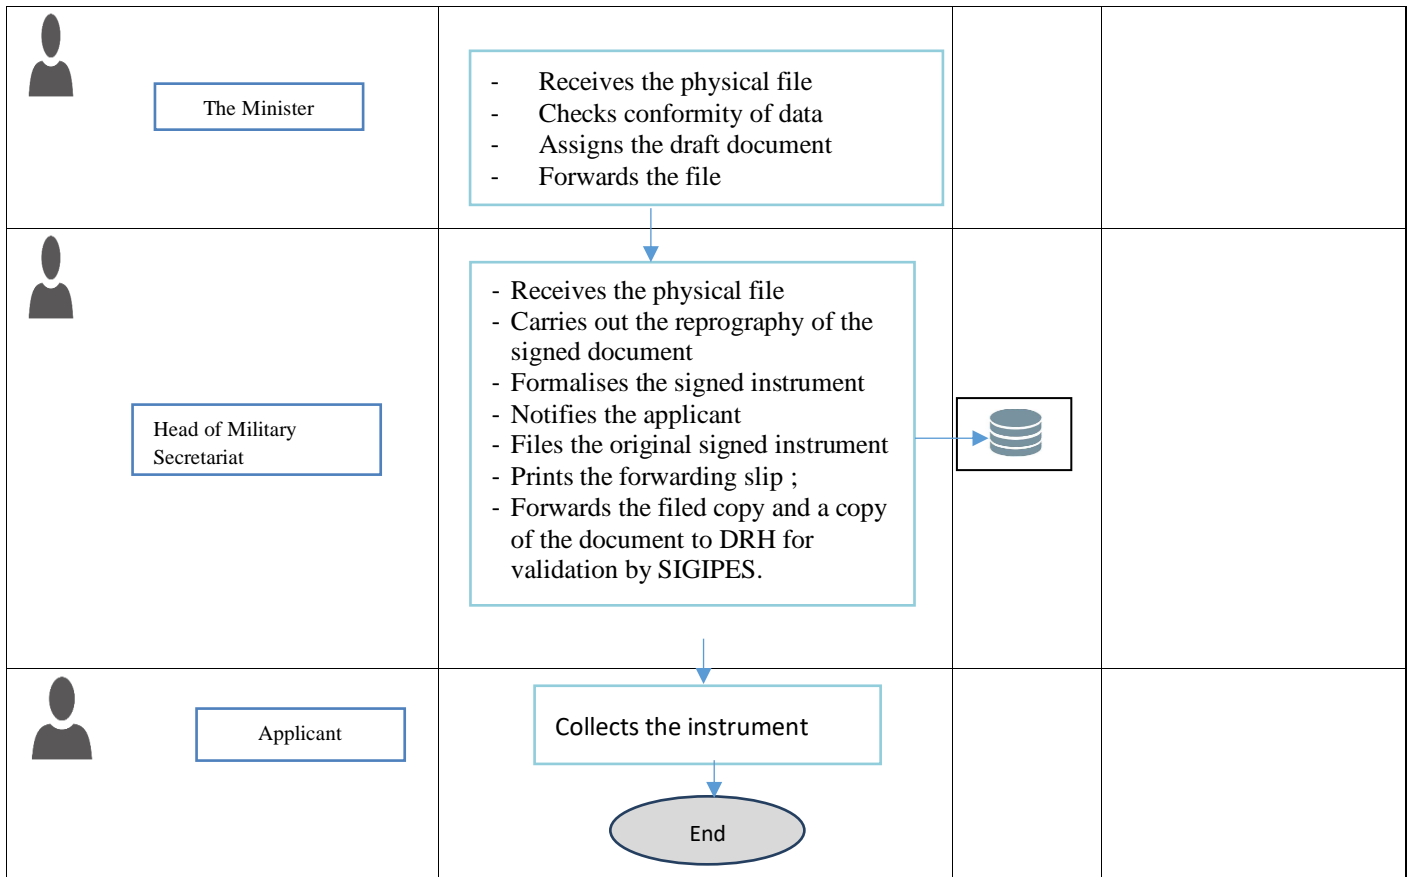 The Minister
- Receives the physical file
- Checks conformity of data
- Assigns the draft document
- Forwards the file
Head of Military
Secretariat
- Receives the physical file
- Carries out the reprography of the
signed document
- Formalises the signed instrument
- Notifies the applicant
- Files the original signed instrument
- Prints the forwarding slip ;
- Forwards the filed copy and a copy
of the document to DRH for
validation by SIGIPES.
Applicant
Collects the instrument
End